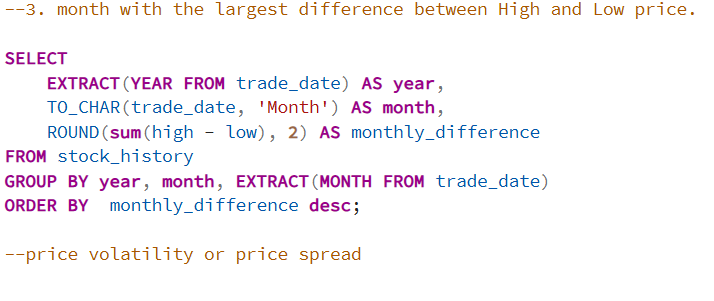 --3. month with the largest difference between High and Low price.
SELECT
EXTRACT(YEAR FROM trade_date) AS year,
TO_CHAR(trade_date, 'Month') AS month,
ROUND(sum(high - low), 2) AS monthly_difference
FROM stock_history
GROUP BY year, month, EXTRACT(MONTH FROM trade_date)
ORDER BY  monthly_difference desc;
--price volatility or price spread